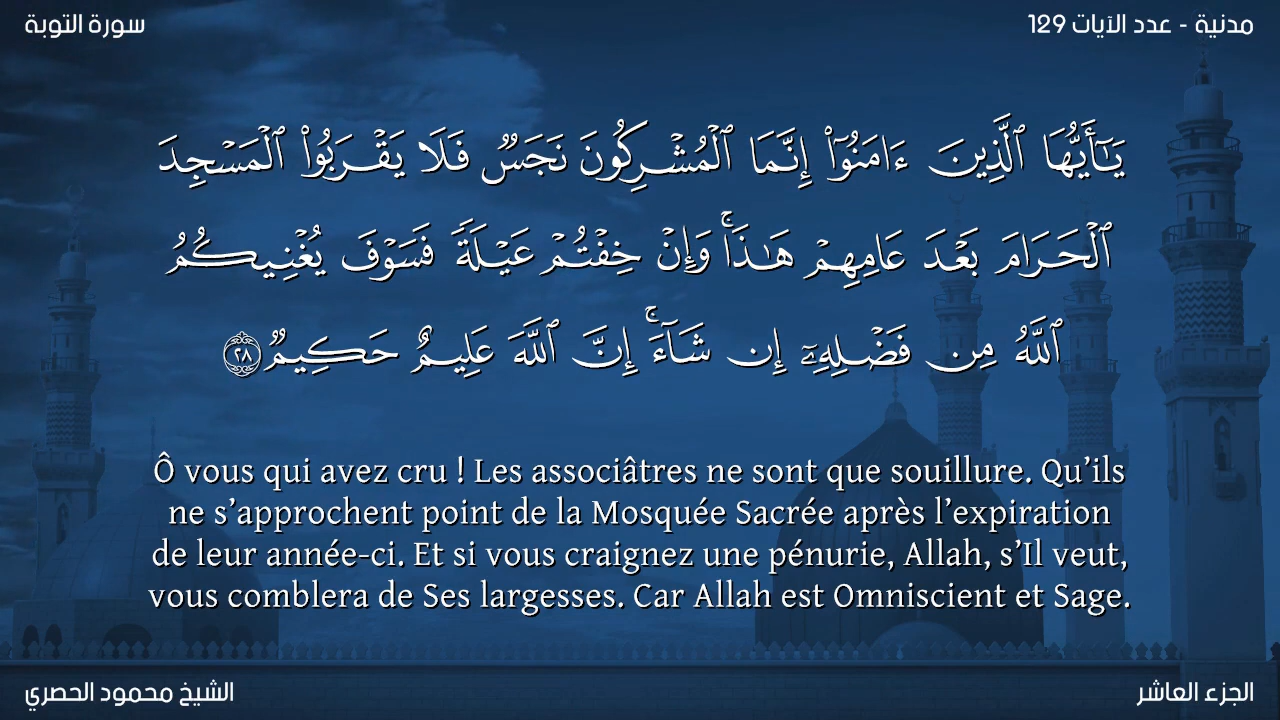 مدنية - عدد الآيات 129
سورة التوبة
يَـٰٓأَيُّهَا ٱلَّذِينَ ءَامَنُوٓا۟ إِنَّمَا ٱلْمُشْرِكُونَ نَجَسٌ فَلَا يَقْرَبُوا۟ ٱلْمَسْجِدَ
ٱلْحَرَامَ بَعْدَ عَامِهِمْ هَـٰذَا ۚ وَإِنْ خِفْتُمْ عَيْلَةً فَسَوْفَ يُغْنِيكُمُ
ٱللَّهُ مِن فَضْلِهِۦٓ إِن شَآءَ ۚ إِنَّ ٱللَّهَ عَلِيمٌ حَكِيمٌ ٢٨
Ô vous qui avez cru ! Les associâtres ne sont que souillure. Qu’ils
ne s’approchent point de la Mosquée Sacrée après l’expiration
de leur année-ci. Et si vous craignez une pénurie, Allah, s’Il veut,
vous comblera de Ses largesses. Car Allah est Omniscient et Sage.
الجزء العاشر
الشيخ محمود الحصري